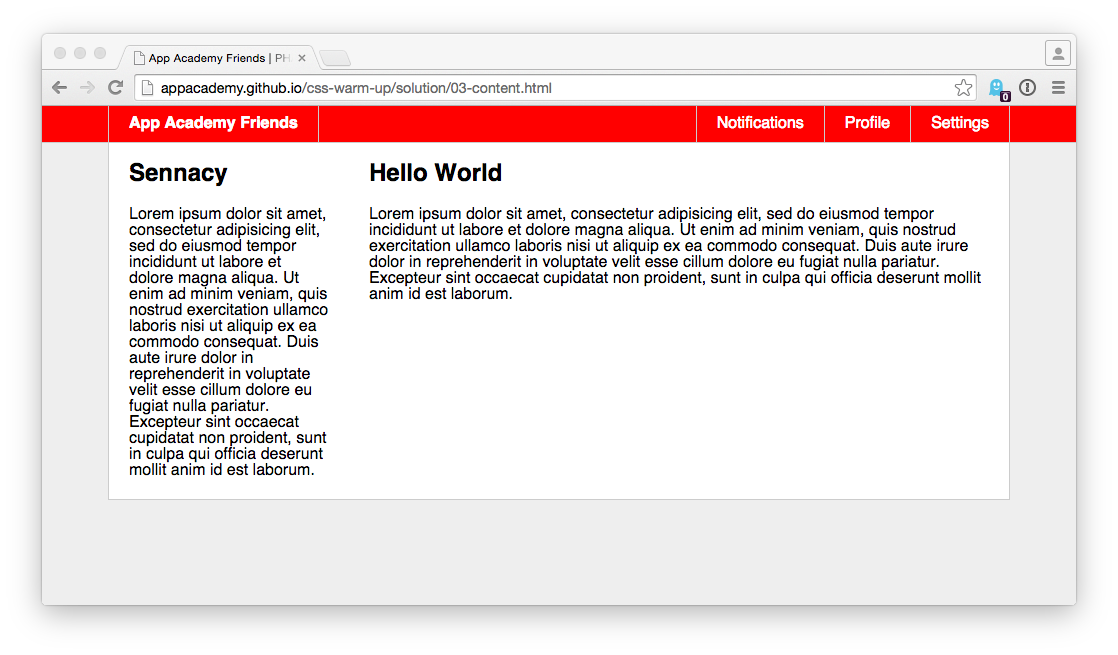 App Academy Friends | PH
appacademy.github.io/css-warm-up/solution/03-content.html
0
App Academy Friends
Notifications
Profile
Settings
Sennacy
Lorem ipsum dolor sit amet,
consectetur adipisicing elit,
sed do eiusmod tempor
incididunt ut labore et
dolore magna aliqua. Ut
enim ad minim veniam, quis
nostrud exercitation ullamco
laboris nisi ut aliquip ex ea
commodo consequat. Duis
aute irure dolor in
reprehenderit in voluptate
velit esse cillum dolore eu
fugiat nulla pariatur.
Excepteur sint occaecat
cupidatat non proident, sunt
in culpa qui officia deserunt
mollit anim id est laborum.
Hello World
Lorem ipsum dolor sit amet, consectetur adipisicing elit, sed do eiusmod tempor
incididunt ut labore et dolore magna aliqua. Ut enim ad minim veniam, quis nostrud
exercitation ullamco laboris nisi ut aliquip ex ea commodo consequat. Duis aute irure
dolor in reprehenderit in voluptate velit esse cillum dolore eu fugiat nulla pariatur.
Excepteur sint occaecat cupidatat non proident, sunt in culpa qui officia deserunt mollit
anim id est laborum.